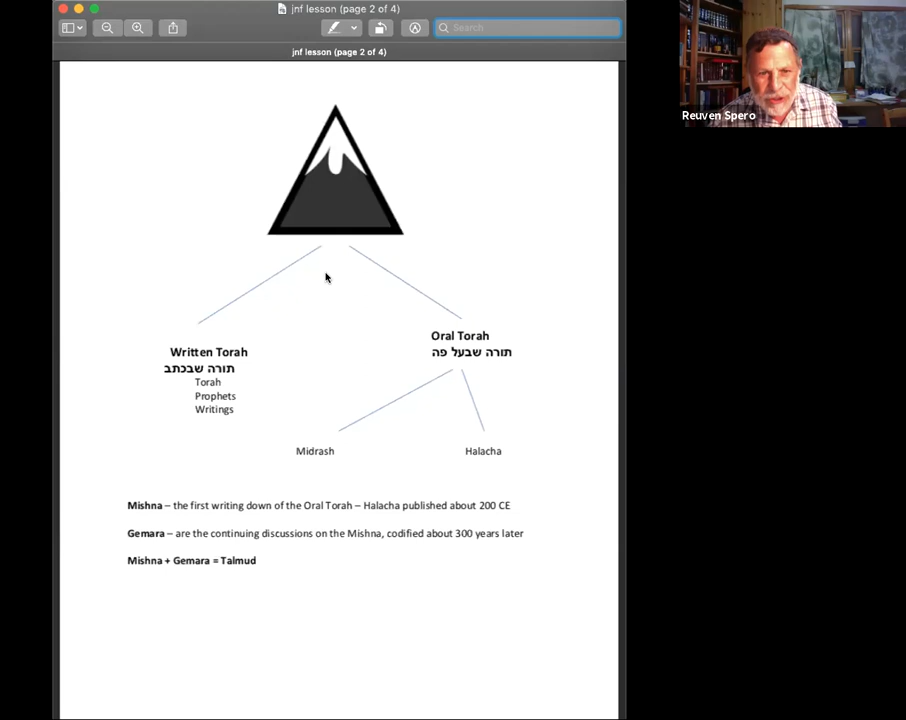 jnf lesson (page 2 of 4)
Search
jnf lesson (page 2 of 4)
Reuven Spero
Written Torah
תורה שבכתב
Torah
Prophets
Writings
Oral Torah
תורה שבעל פה
Midrash
Halacha
Mishna – the first writing down of the Oral Torah – Halacha published about 200 CE
Gemara – are the continuing discussions on the Mishna, codified about 300 years later
Mishna + Gemara = Talmud